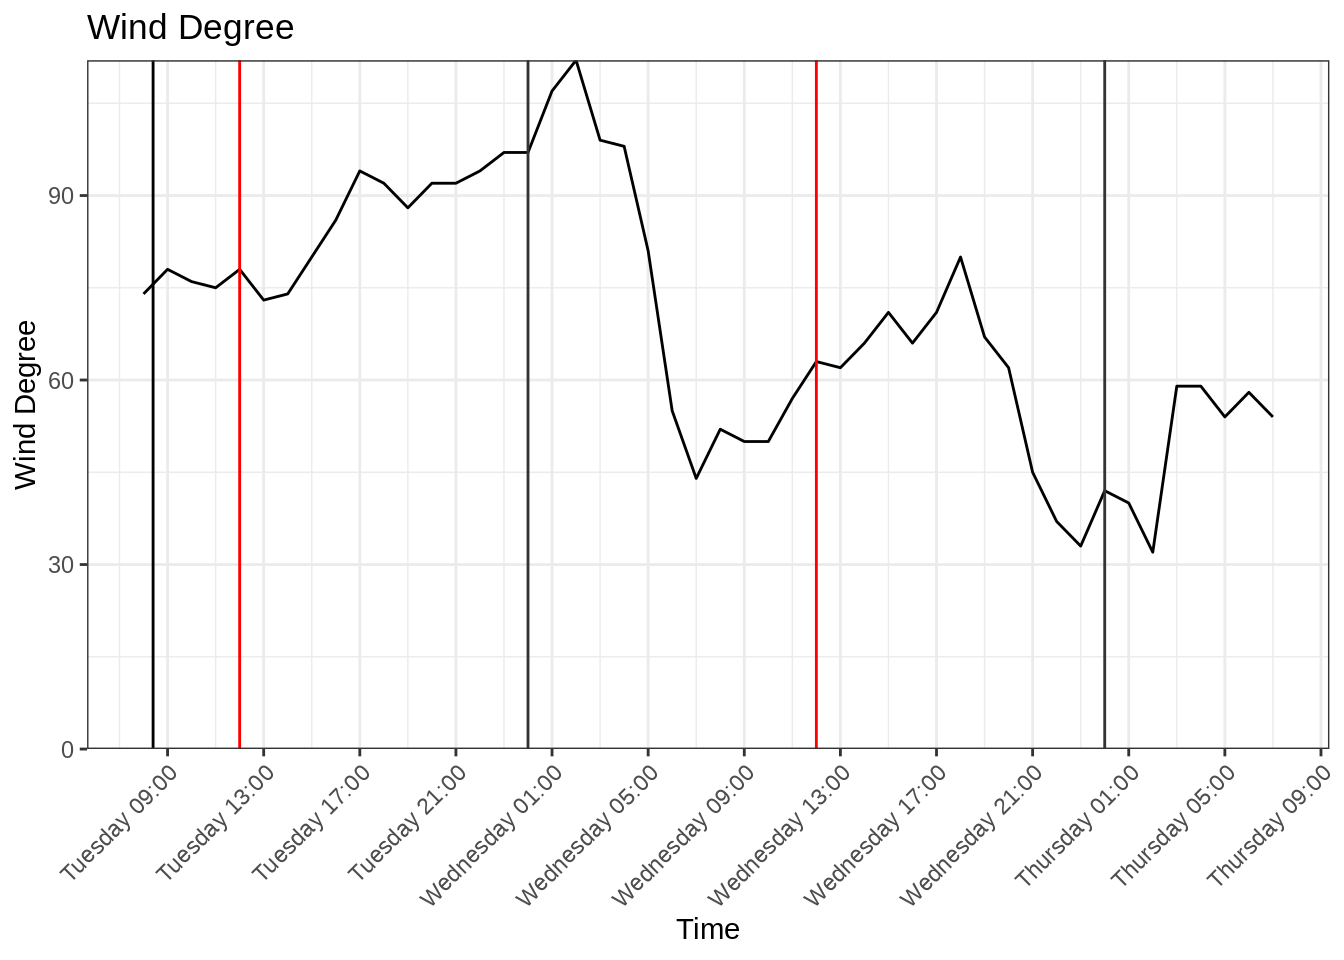 Wind Degree
Wind Degree
90
60
30
0
Tuesday 09:00
Tuesday 13:00
Tuesday 17:00
Tuesday 21:00
Wednesday 01:00
Wednesday 05:00
Wednesday 09:00
Wednesday 13:00
Wednesday 17:00
Wednesday 21:00
Thursday 01:00
Thursday 05:00
Thursday 09:00
Time